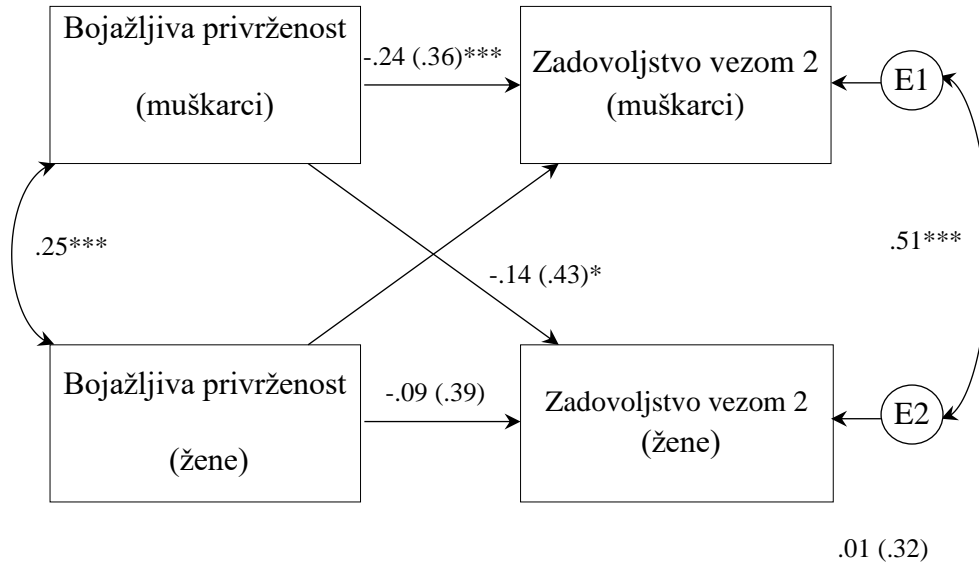 Bojažljiva privrženost
(muškarci)
-.24 (.36)***
Zadovoljstvo vezom 2
(muškarci)
E1
.25***
-.14 (.43)*
.51***
Bojažljiva privrženost
(žene)
-.09 (.39)
Zadovoljstvo vezom 2
(žene)
E2
.01 (.32)